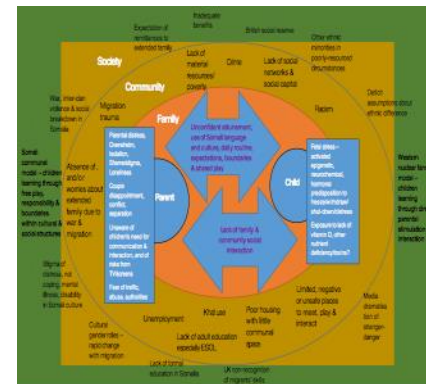 Inadequate
benefits
Expectation of
remittances to
extended family
British social reserve
Other ethnic
minorities in
poorly-resourced
circumstances
Society
Community
Family
Lack of
material
resources/
poverty
Crime
Lack of social
networks &
social capital
Racism
Deficit
assumptions about
ethnic difference
War, inter-clan
violence & social
breakdown in
Somalia
Migration
trauma
Somali
communal
model – children
learning through
free play,
responsibility &
boundaries
within cultural &
social structures
Absence of..
and/or
worries about
extended
family due to
war &
migration
Parental distress,
Overwhelm,
Isolation,
Shame/stigma,
Loneliness
Couple
disappointment,
conflict,
separation
Unaware of
children's need for
communication &
interaction, and of
risks from
TV/screens
Fear of traffic,
abuse, authorities
Parent
Unconfident attunement,
use of Somali language
and culture, daily routine,
expectations, boundaries
& shared play
Lack of family &
community social
interaction
Child
Fetal stress –
activated
epigenetic,
neurochemical,
hormonal
predisposition to
freeze/startle/
shut-down/distress
Exposure to lack of
vitamin D, other
nutrient
deficiency/toxins?
Western
nuclear
model –
children
learning through
parental
stimulation
interaction
Stigma of
distress, not
coping, mental
illness, disability
in Somali culture
Culture
gender roles –
rapid change
with migration
Unemployment
Khat use
Lack of adult education
especially ESOL
Poor housing
with little
communal
space
Limited, negative
or unsafe places
to meet, play &
interact
Media
dramatisa
tion of
stranger-
danger
Lack of formal
education in Somalia
UK non-recognition
of migrants' skills